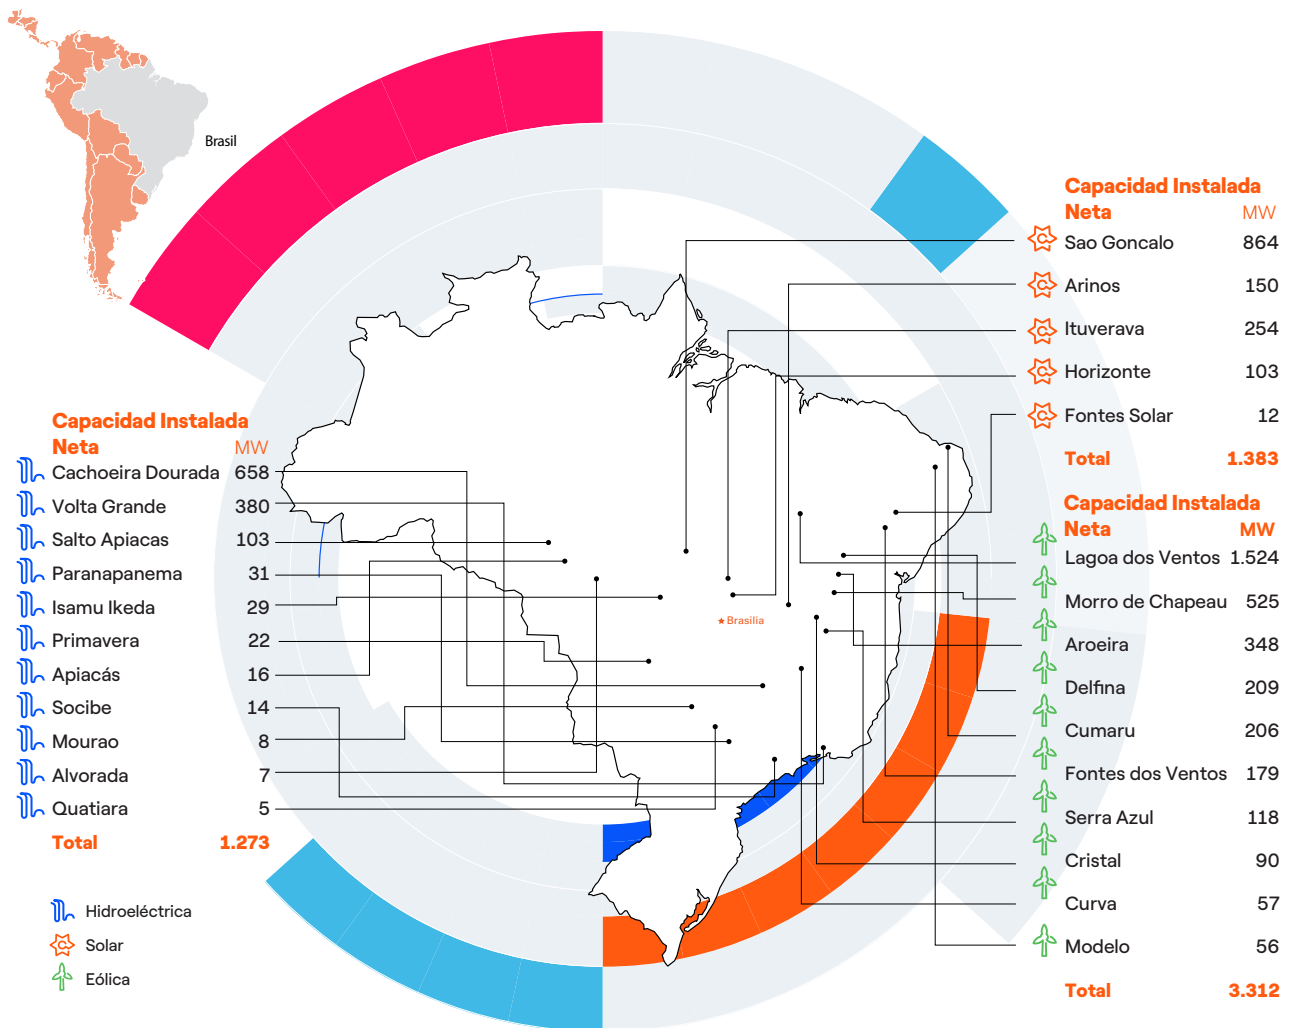 Brasil
Capacidad Instalada
Neta MW
Cachoeira Dourada 658
Volta Grande 380
Salto Apiacas 103
Paranapanema 31
Isamu Ikeda 29
Primavera 22
Apiacás 16
Socibe 14
Mourao 8
Alvorada 7
Quatiara 5
Total 1.273
Hidroeléctrica
Solar
Eólica
Brasilia
Capacidad Instalada
Neta MW
Sao Goncalo 864
Arinos 150
Ituverava 254
Horizonte 103
Fontes Solar 12
Total 1.383
Capacidad Instalada
Neta MW
Lagoa dos Ventos 1.524
Morro de Chapeau 525
Aroeira 348
Delfina 209
Cumaru 206
Fontes dos Ventos 179
Serra Azul 118
Cristal 90
Curva 57
Modelo 56
Total 3.312